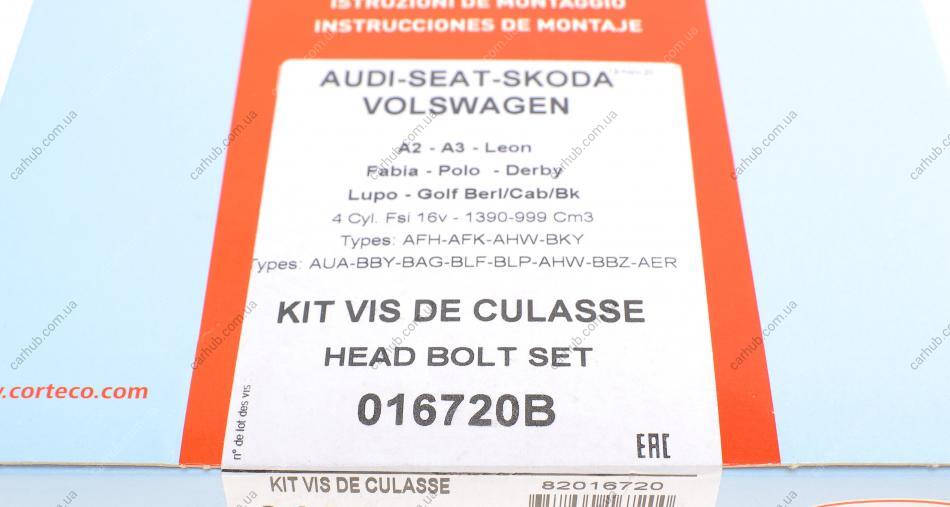 ISTRUZIONI DE MONTAGGIO
INSTRUCCIONES DE MONTAJE
AUDI-SEAT-SKODA
VOLSWAGEN
A2 - A3 - Leon
Fabia - Polo - Derby
Lupo - Golf Berl/Cab/Bk
4 Cyl. Fsi 16v - 1390-999 Cm3
Types: AFH-AFK-AHW-BKY
Types: AUA-BBY-BAG-BLF-BLP-AHW-BBZ-AER
KIT VIS DE CULASSE
HEAD BOLT SET
016720B
n° de lot des vis
EAC
.corteco.com
KIT VIS DE CULASSE 82016720
carhub.com.ua